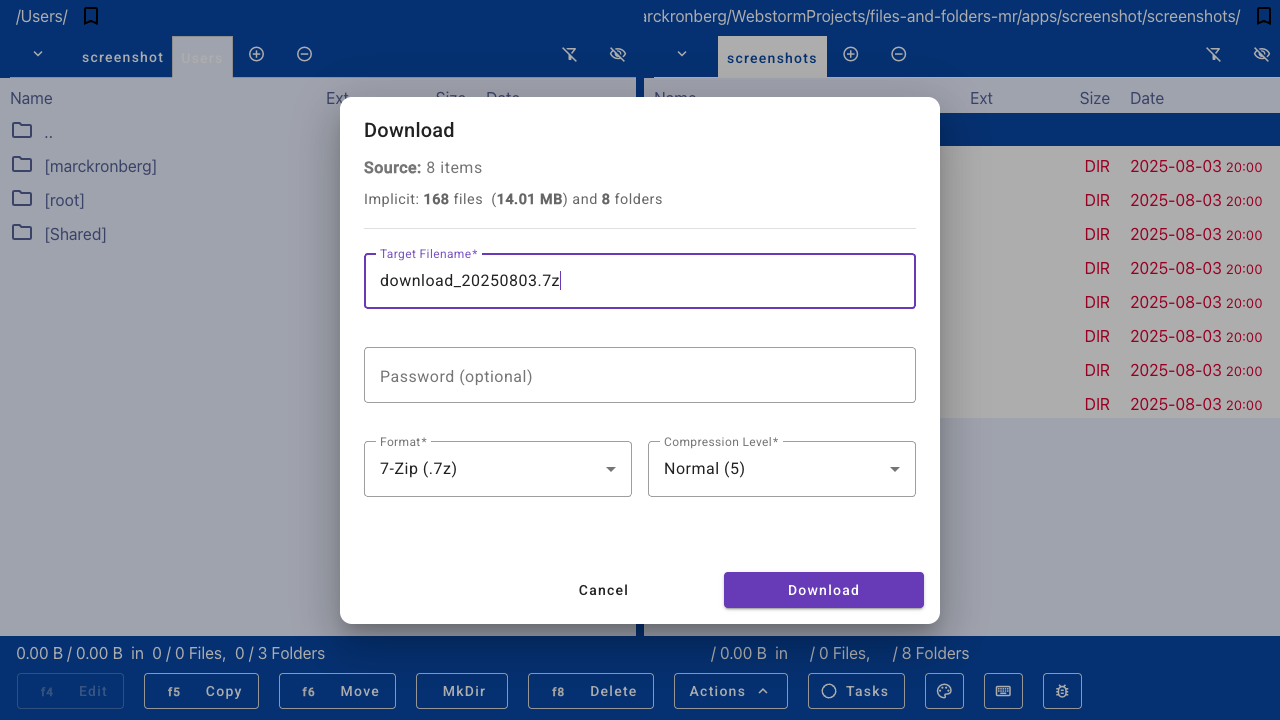 /Users/
arckronberg/WebstormProjects/files-and-folders-mr/apps/screenshot/screenshots/
screenshot Users
screenshots
Name Ext Size Date
Name Ext Size Date
..
[marckronberg]
[root]
[Shared]
DIR 2025-08-03 20:00
DIR 2025-08-03 20:00
DIR 2025-08-03 20:00
DIR 2025-08-03 20:00
DIR 2025-08-03 20:00
DIR 2025-08-03 20:00
DIR 2025-08-03 20:00
DIR 2025-08-03 20:00
Download
Source: 8 items
Implicit: 168 files (14.01 MB) and 8 folders
Target Filename*
download_20250803.7z
Password (optional)
Format*
7-Zip (.7z)
Compression Level*
Normal (5)
Cancel Download
0.00 B / 0.00 B in 0 / 0 Files, 0 / 3 Folders
/ 0.00 B in / 0 Files, / 8 Folders
f4 Edit f5 Copy f6 Move MkDir f8 Delete Actions Tasks